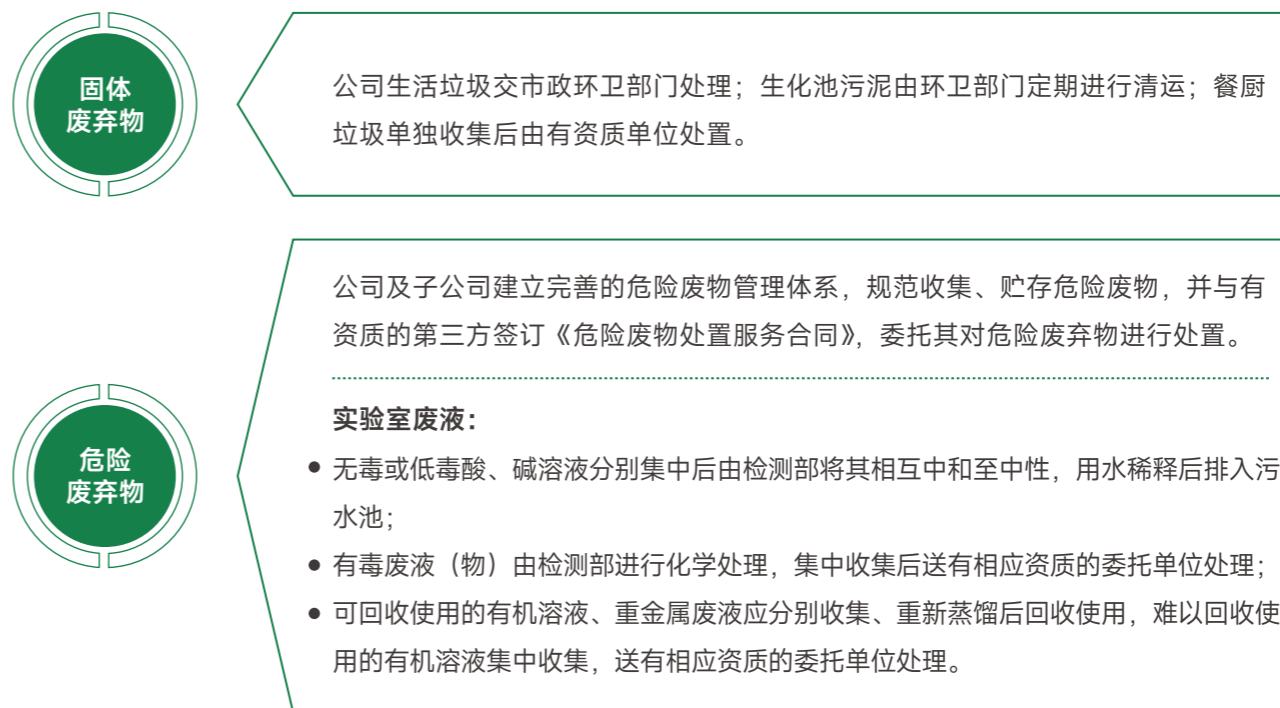 固体
废弃物
公司生活垃圾交市政环卫部门处理；生化池污泥由环卫部门定期进行清运；餐厨
垃圾单独收集后由有资质单位处置。
危险
废弃物
公司及子公司建立完善的危险废物管理体系，规范收集、贮存危险废物，并与有
资质的第三方签订《危险废物处置服务合同》，委托其对危险废弃物进行处置。
实验室废液：
● 无毒或低毒酸、碱溶液分别集中后由检测部将其相互中和至中性，用水稀释后排入污
水池；
● 有毒废液（物）由检测部进行化学处理，集中收集后送有相应资质的委托单位处理；
● 可回收使用的有机溶液、重金属废液应分别收集、重新蒸馏后回收使用，难以回收使
用的有机溶液集中收集，送有相应资质的委托单位处理。